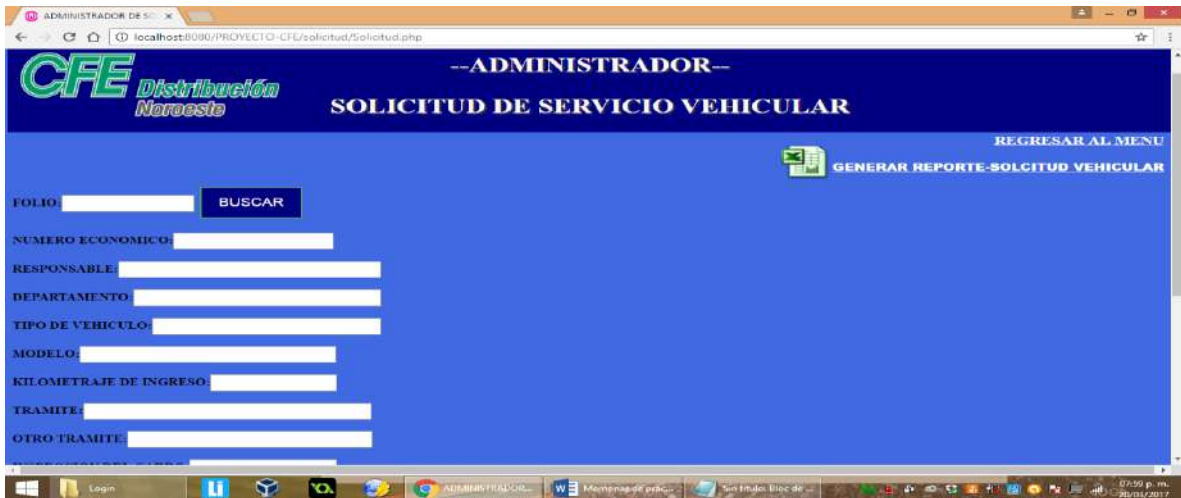 ADMINISTRADOR DE SO
localhost:8080/PROYECTO-CFE/solicitud/Solicitud.php
CFE Distribución
Noroeste
--ADMINISTRADOR--
SOLICITUD DE SERVICIO VEHICULAR
REGRESAR AL MENU
GENERAR REPORTE-SOLCITUD VEHICULAR
FOLIO:
BUSCAR
NUMERO ECONOMICO:
RESPONSABLE:
DEPARTAMENTO:
TIPO DE VEHICULO:
MODELO:
KILOMETRAJE DE INGRESO:
TRAMITE:
OTRO TRAMITE:
Login
ADMINISTRADOR...
Memorias de prác...
Sin título: Bloc de ...
07:59 p. m.